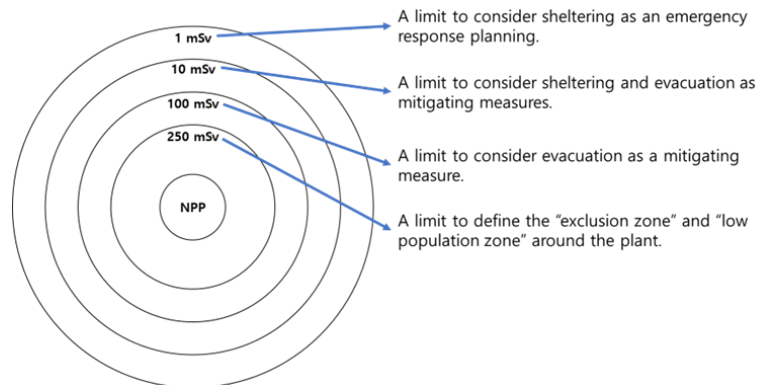 1 mSv
A limit to consider sheltering as an emergency
response planning.
10 mSv
A limit to consider sheltering and evacuation as
mitigating measures.
100 mSv
A limit to consider evacuation as a mitigating
measure.
250 mSv
A limit to define the “exclusion zone” and “low
population zone” around the plant.
NPP